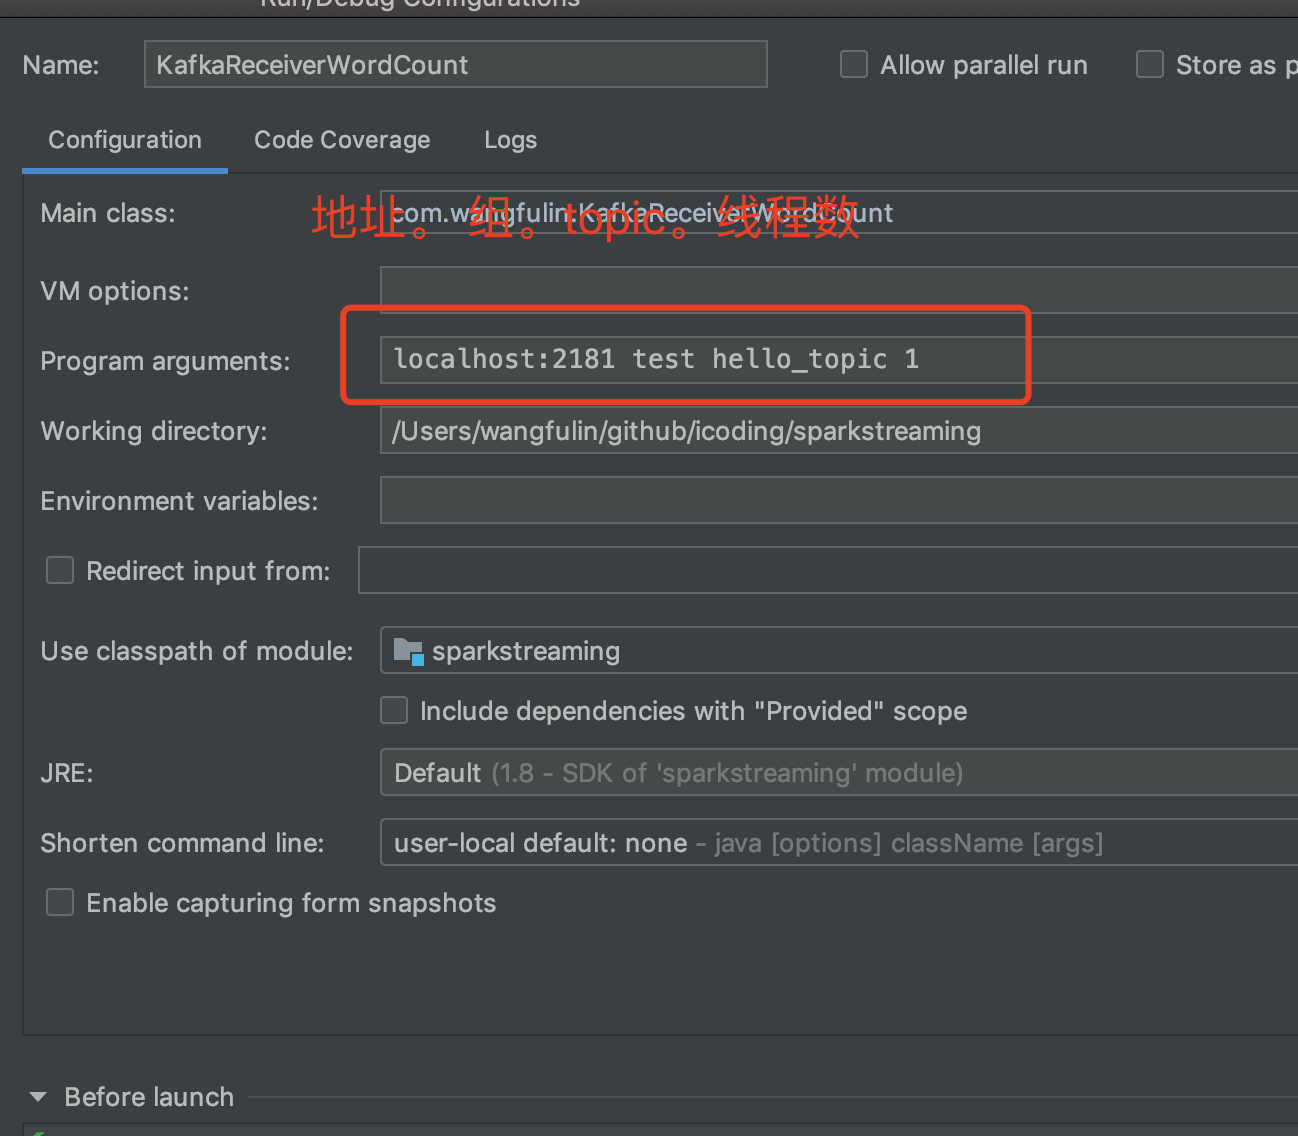 Run/Debug Configurations
Name: KafkaReceiverWordCount Allow parallel run Store as p
Configuration Code Coverage Logs
Main class: com.wangfulin.KafkaReceiverWordCount
地址。组。topic。线程数
VM options:
Program arguments: localhost:2181 test hello_topic 1
Working directory: /Users/wangfulin/github/icoding/sparkstreaming
Environment variables:
Redirect input from:
Use classpath of module: sparkstreaming
Include dependencies with "Provided" scope
JRE: Default (1.8 - SDK of 'sparkstreaming' module)
Shorten command line: user-local default: none - java [options] className [args]
Enable capturing form snapshots
Before launch